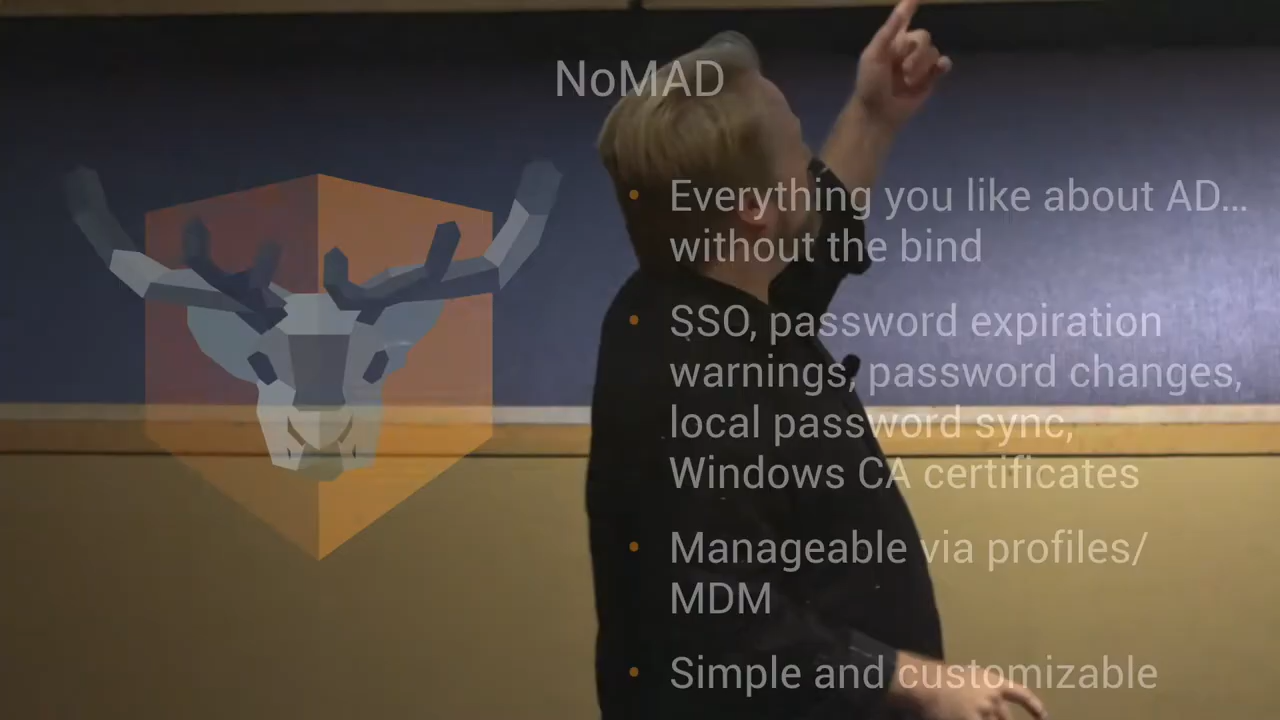 NoMAD
• Everything you like about AD...
without the bind
• SSO, password expiration
warnings, password changes,
local password sync,
Windows CA certificates
• Manageable via profiles/
MDM
• Simple and customizable